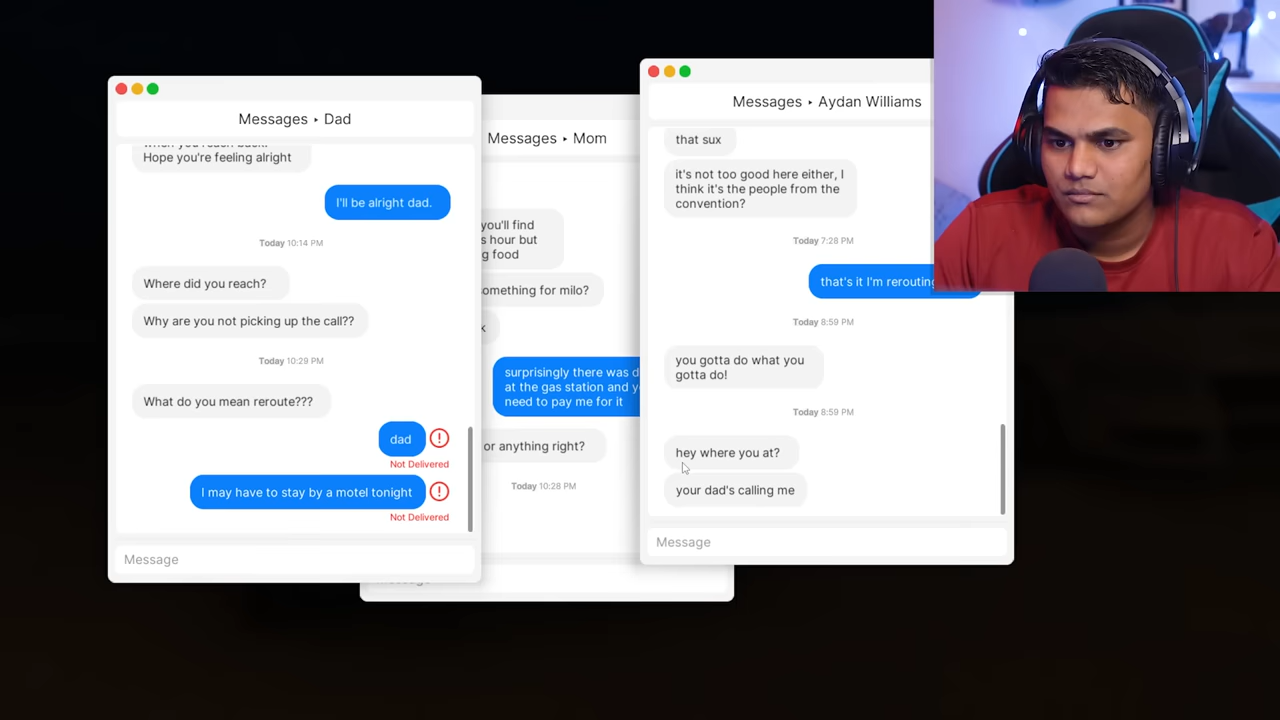 Messages ▸ Dad
when you reach back.
Hope you're feeling alright
I'll be alright dad.
Today 10:14 PM
Where did you reach?
Why are you not picking up the call??
Today 10:29 PM
What do you mean reroute???
dad
Not Delivered
I may have to stay by a motel tonight
Not Delivered
Message
Messages ▸ Mom
you'll find
s hour but
g food
something for milo?
k
surprisingly there was d
at the gas station and y
need to pay me for it
or anything right?
Today 10:28 PM
Messages ▸ Aydan Williams
that sux
it's not too good here either, I
think it's the people from the
convention?
Today 7:28 PM
that's it I'm rerouting
Today 8:59 PM
you gotta do what you
gotta do!
Today 8:59 PM
hey where you at?
your dad's calling me
Message